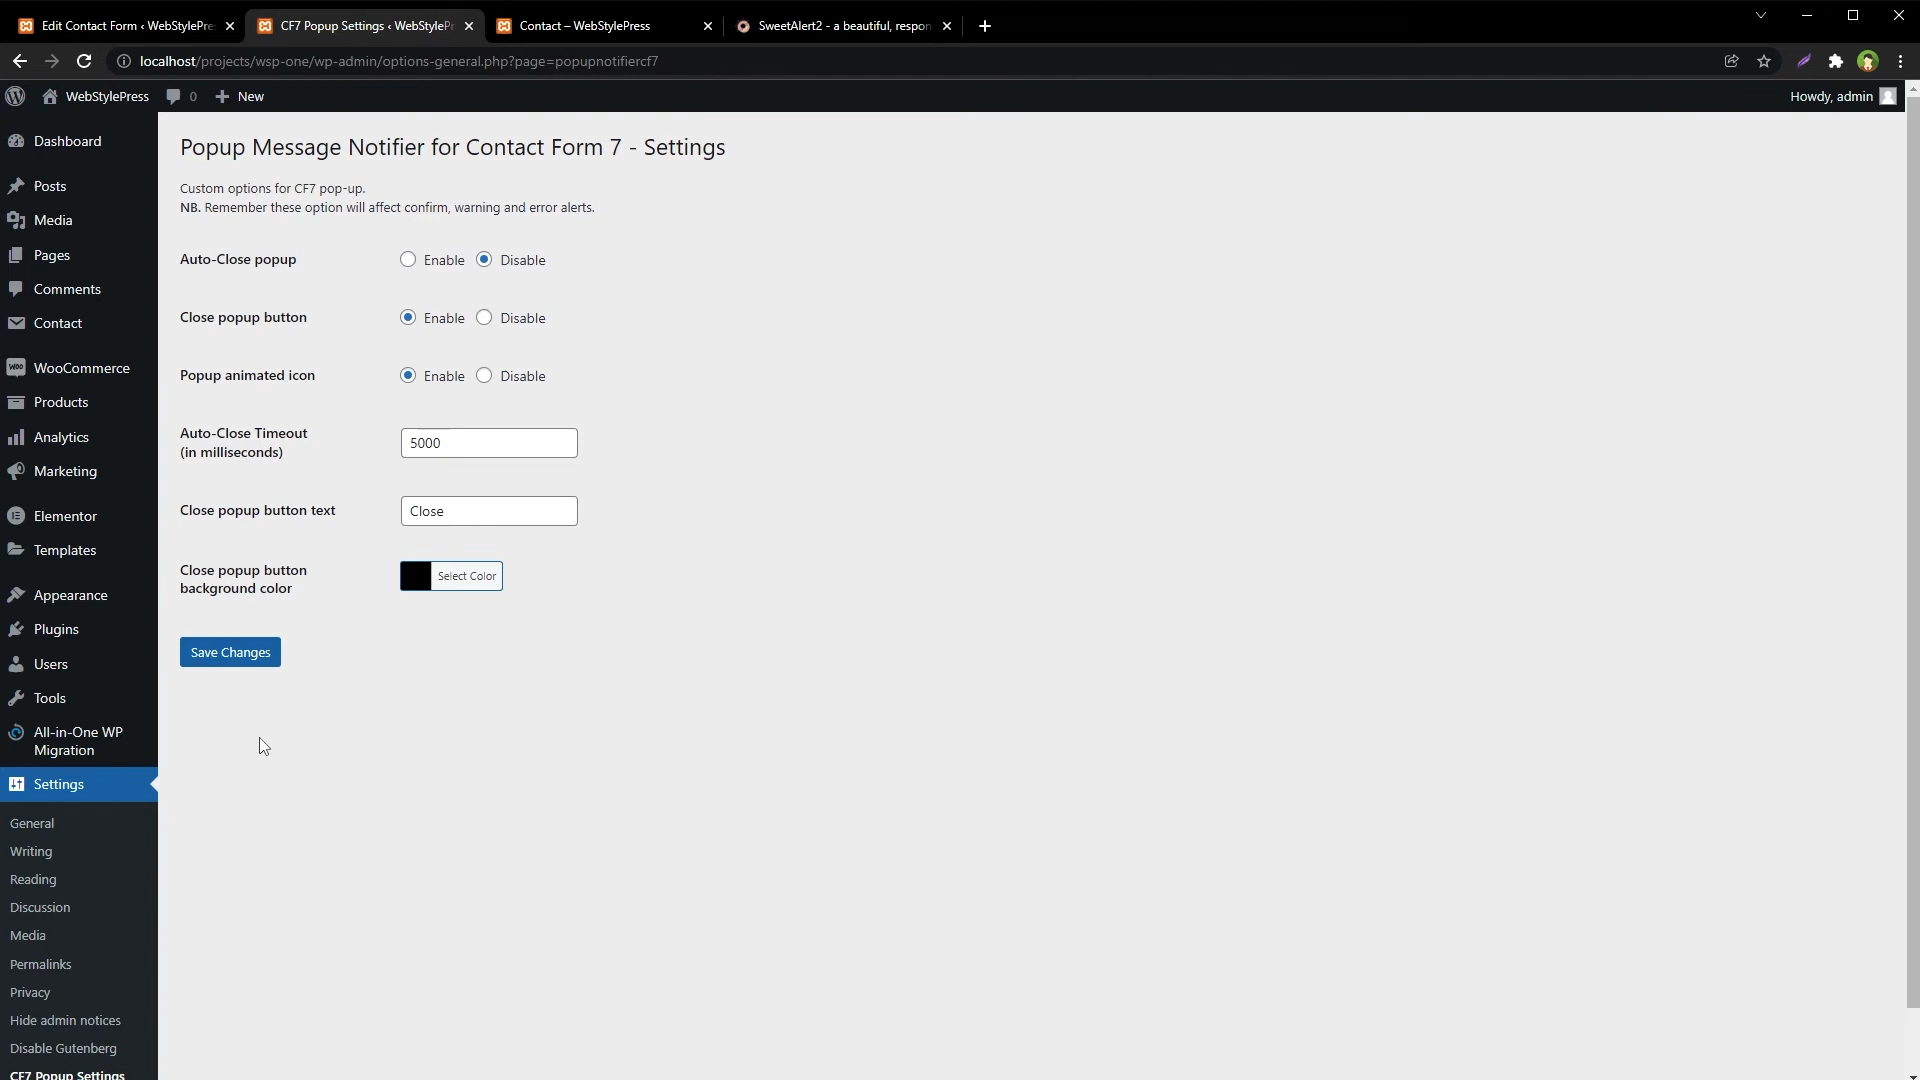 Edit Contact Form ‹ WebStylePre
CF7 Popup Settings ‹ WebStyleP
Contact – WebStylePress
SweetAlert2 - a beautiful, respon
localhost/projects/wsp-one/wp-admin/options-general.php?page=popupnotifiercf7
WebStylePress
0
New
Howdy, admin
Dashboard
Posts
Media
Pages
Comments
Contact
WooCommerce
Products
Analytics
Marketing
Elementor
Templates
Appearance
Plugins
Users
Tools
All-in-One WP
Migration
Settings
General
Writing
Reading
Discussion
Media
Permalinks
Privacy
Hide admin notices
Disable Gutenberg
CF7 Popup Settings
Popup Message Notifier for Contact Form 7 - Settings
Custom options for CF7 pop-up.
NB. Remember these option will affect confirm, warning and error alerts.
Auto-Close popup
Enable Disable
Close popup button
Enable Disable
Popup animated icon
Enable Disable
Auto-Close Timeout
(in milliseconds)
5000
Close popup button text
Close
Close popup button
background color
Select Color
Save Changes